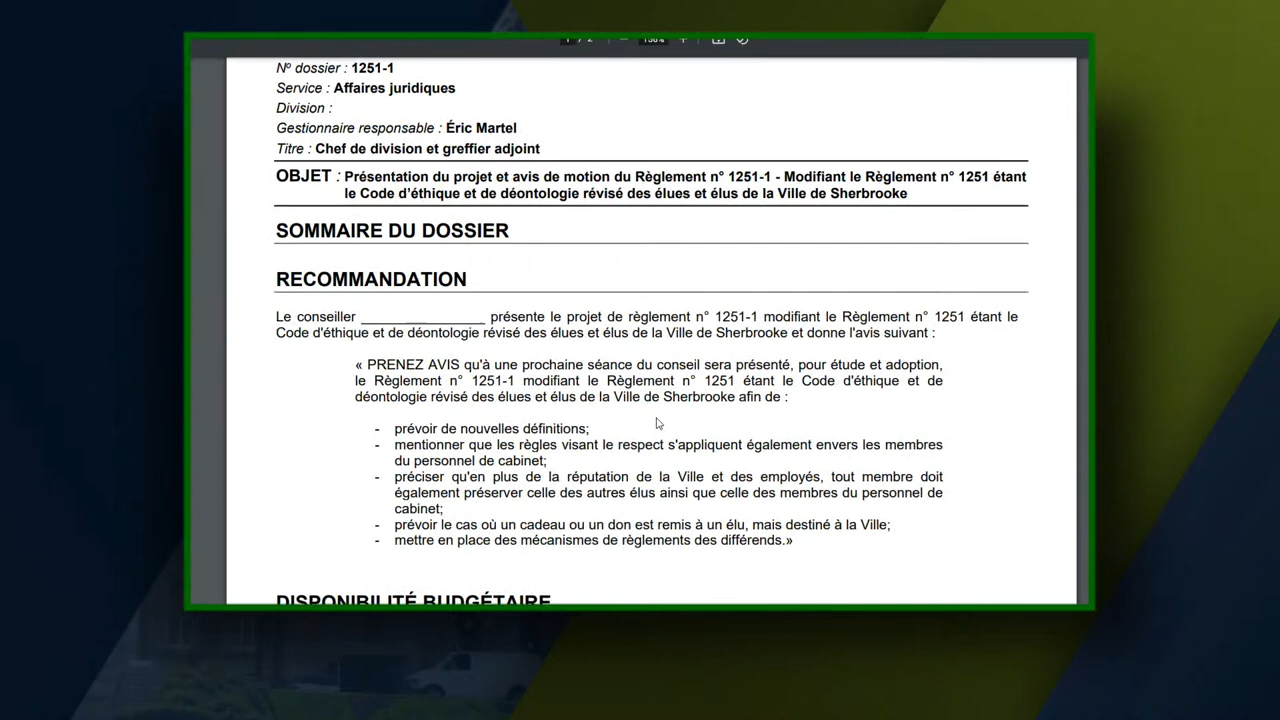 N° dossier : 1251-1
Service : Affaires juridiques
Division :
Gestionnaire responsable : Éric Martel
Titre : Chef de division et greffier adjoint
OBJET : Présentation du projet et avis de motion du Règlement n° 1251-1 - Modifiant le Règlement n° 1251 étant
le Code d'éthique et de déontologie révisé des élues et élus de la Ville de Sherbrooke
SOMMAIRE DU DOSSIER
RECOMMANDATION
Le conseiller _______________ présente le projet de règlement n° 1251-1 modifiant le Règlement n° 1251 étant le
Code d'éthique et de déontologie révisé des élues et élus de la Ville de Sherbrooke et donne l'avis suivant :
« PRENEZ AVIS qu'à une prochaine séance du conseil sera présenté, pour étude et adoption,
le Règlement n° 1251-1 modifiant le Règlement n° 1251 étant le Code d'éthique et de
déontologie révisé des élues et élus de la Ville de Sherbrooke afin de :
- prévoir de nouvelles définitions;
- mentionner que les règles visant le respect s'appliquent également envers les membres
du personnel de cabinet;
- préciser qu'en plus de la réputation de la Ville et des employés, tout membre doit
également préserver celle des autres élus ainsi que celle des membres du personnel de
cabinet;
- prévoir le cas où un cadeau ou un don est remis à un élu, mais destiné à la Ville;
- mettre en place des mécanismes de règlements des différends.»
DISPONIBILITÉ BUDGÉTAIRE